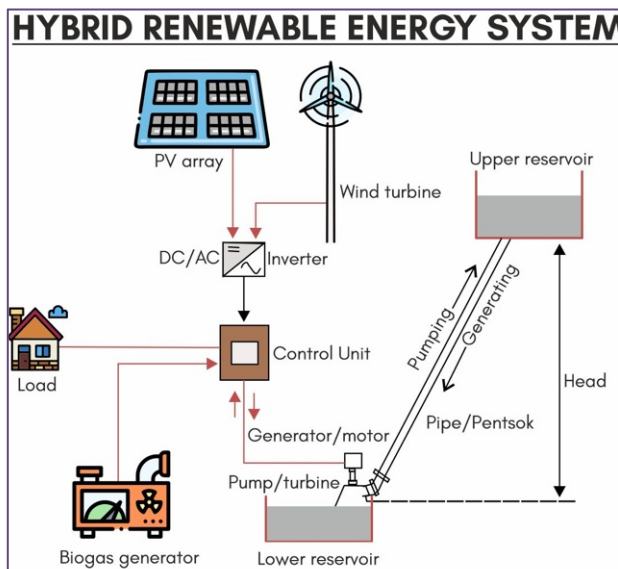 HYBRID RENEWABLE ENERGY SYSTEM
PV array
Wind turbine
Upper reservoir
DC/AC
Inverter
Pumping
Generating
Control Unit
Load
Head
Generator/motor
Pipe/Pentsok
Pump/turbine
Biogas generator
Lower reservoir